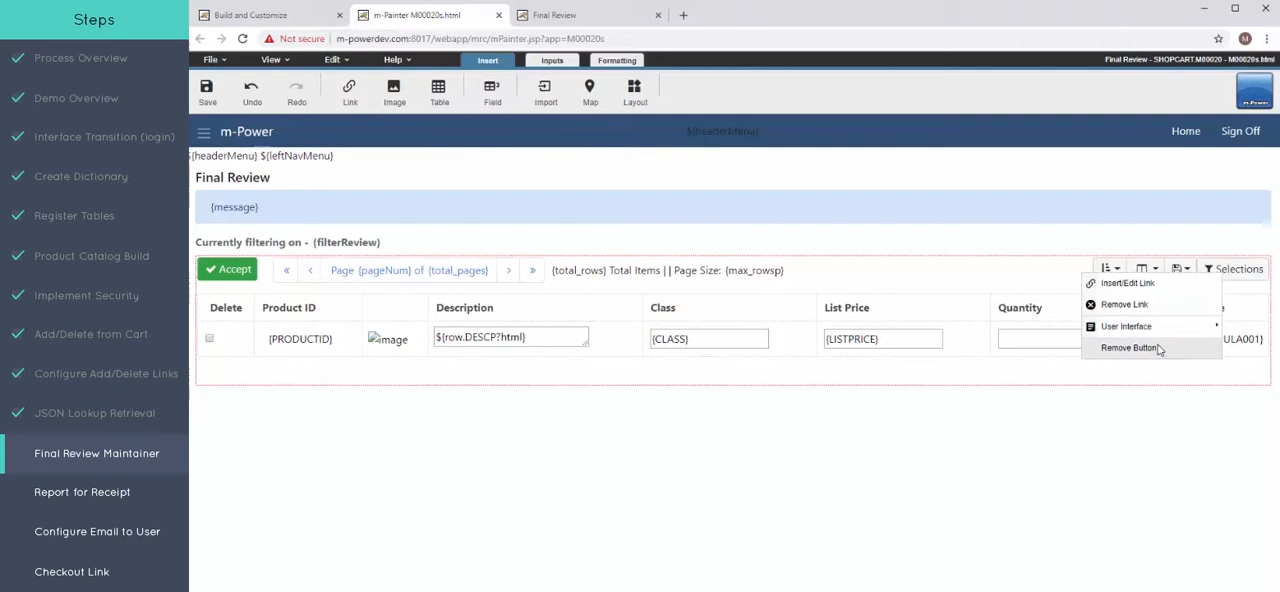 Steps
Process Overview
Demo Overview
Interface Transition (login)
Create Dictionary
Register Tables
Product Catalog Build
Implement Security
Add/Delete from Cart
Configure Add/Delete Links
JSON Lookup Retrieval
Final Review Maintainer
Report for Receipt
Configure Email to User
Checkout Link
Build and Customize
m-Painter M00020s.html
Final Review
Not secure | m-powerdev.com:8017/webapp/mrc/mPainter.jsp?app=M00020s
M
File View Edit Help Insert Inputs Formatting
Final Review - SHOPCART.M00020 - M00020s.html
Save Undo Redo Link Image Table Field Import Map Layout
m-Power
m-Power ${headerMenu} Home Sign Off
${headerMenu} ${leftNavMenu}
Final Review
{message}
Currently filtering on - {filterReview}
Accept « ‹ Page {pageNum} of {total_pages} › » {total_rows} Total Items | | Page Size: {max_rowsp} Selections
Delete Product ID Description Class List Price Quantity
{PRODUCTID} image ${row.DESCP?html} {CLASS} {LISTPRICE} ULA001}
Insert/Edit Link
Remove Link
User Interface
Remove Button